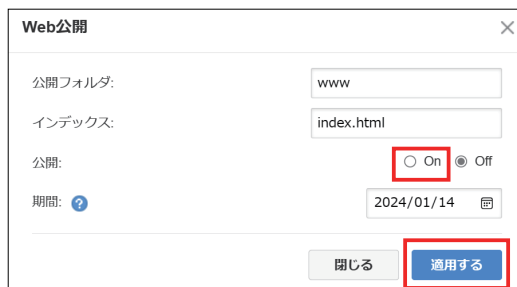 Web公開
公開フォルダ: www
インデックス: index.html
公開: On Off
期間: 2024/01/14
閉じる 適用する